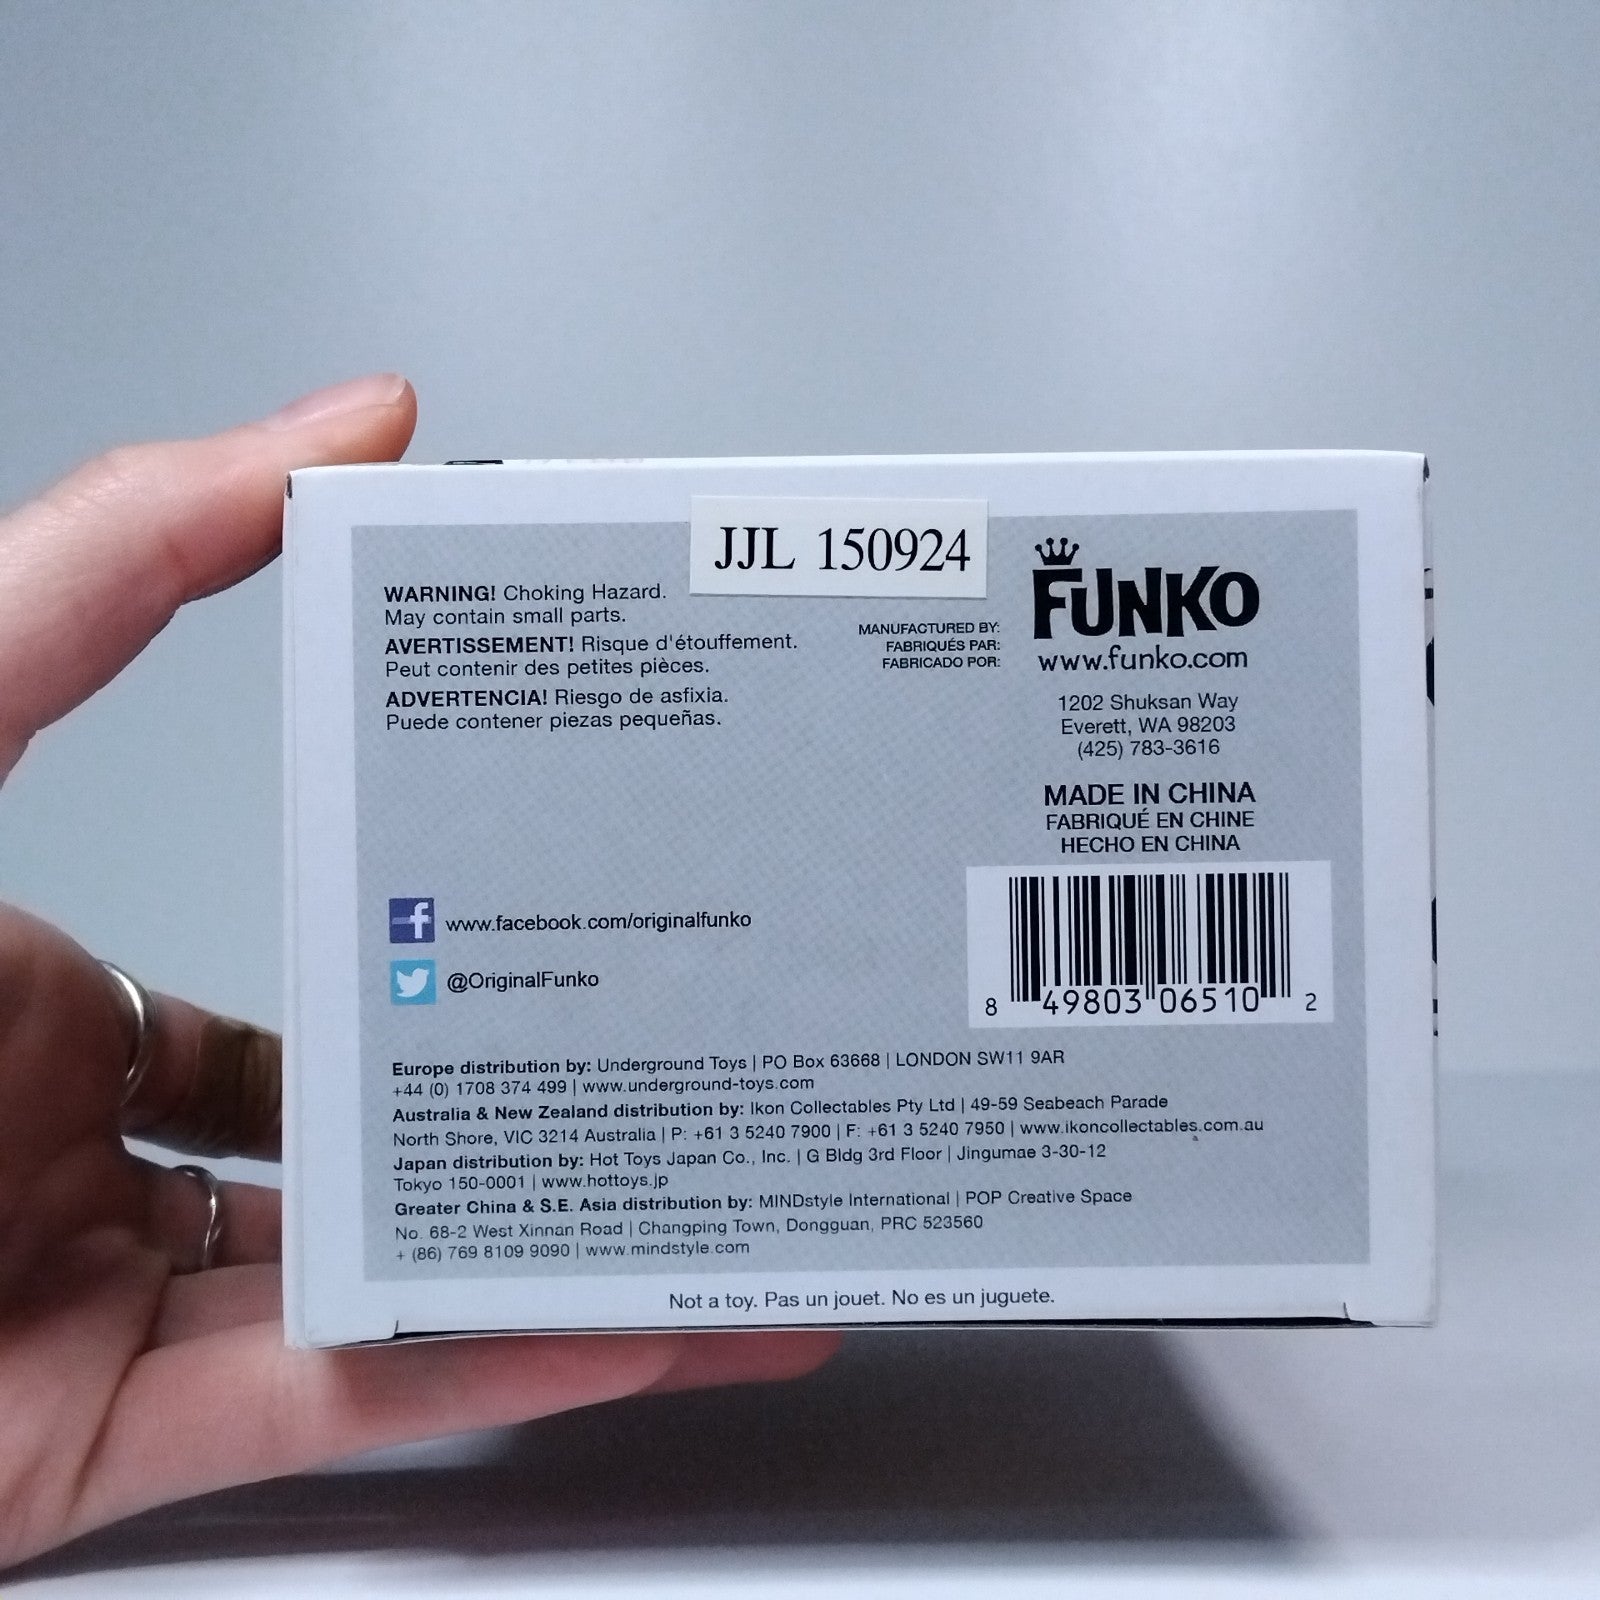 JJL 150924
WARNING! Choking Hazard.
May contain small parts.
AVERTISSEMENT! Risque d'étouffement.
Peut contenir des petites pièces.
ADVERTENCIA! Riesgo de asfixia.
Puede contener piezas pequeñas.
MANUFACTURED BY:
FABRIQUÉS PAR:
FABRICADO POR:
FUNKO
www.funko.com
1202 Shuksan Way
Everett, WA 98203
(425) 783-3616
MADE IN CHINA
FABRIQUÉ EN CHINE
HECHO EN CHINA
8 49803 06510 2
f www.facebook.com/originalfunko
@OriginalFunko
Europe distribution by: Underground Toys | PO Box 63668 | LONDON SW11 9AR
+44 (0) 1708 374 499 | www.underground-toys.com
Australia & New Zealand distribution by: Ikon Collectables Pty Ltd | 49-59 Seabeach Parade
North Shore, VIC 3214 Australia | P: +61 3 5240 7900 | F: +61 3 5240 7950 | www.ikoncollectables.com.au
Japan distribution by: Hot Toys Japan Co., Inc. | G Bldg 3rd Floor | Jingumae 3-30-12
Tokyo 150-0001 | www.hottoys.jp
Greater China & S.E. Asia distribution by: MINDstyle International | POP Creative Space
No. 68-2 West Xinnan Road | Changping Town, Dongguan, PRC 523560
+ (86) 769 8109 9090 | www.mindstyle.com
Not a toy. Pas un jouet. No es un juguete.